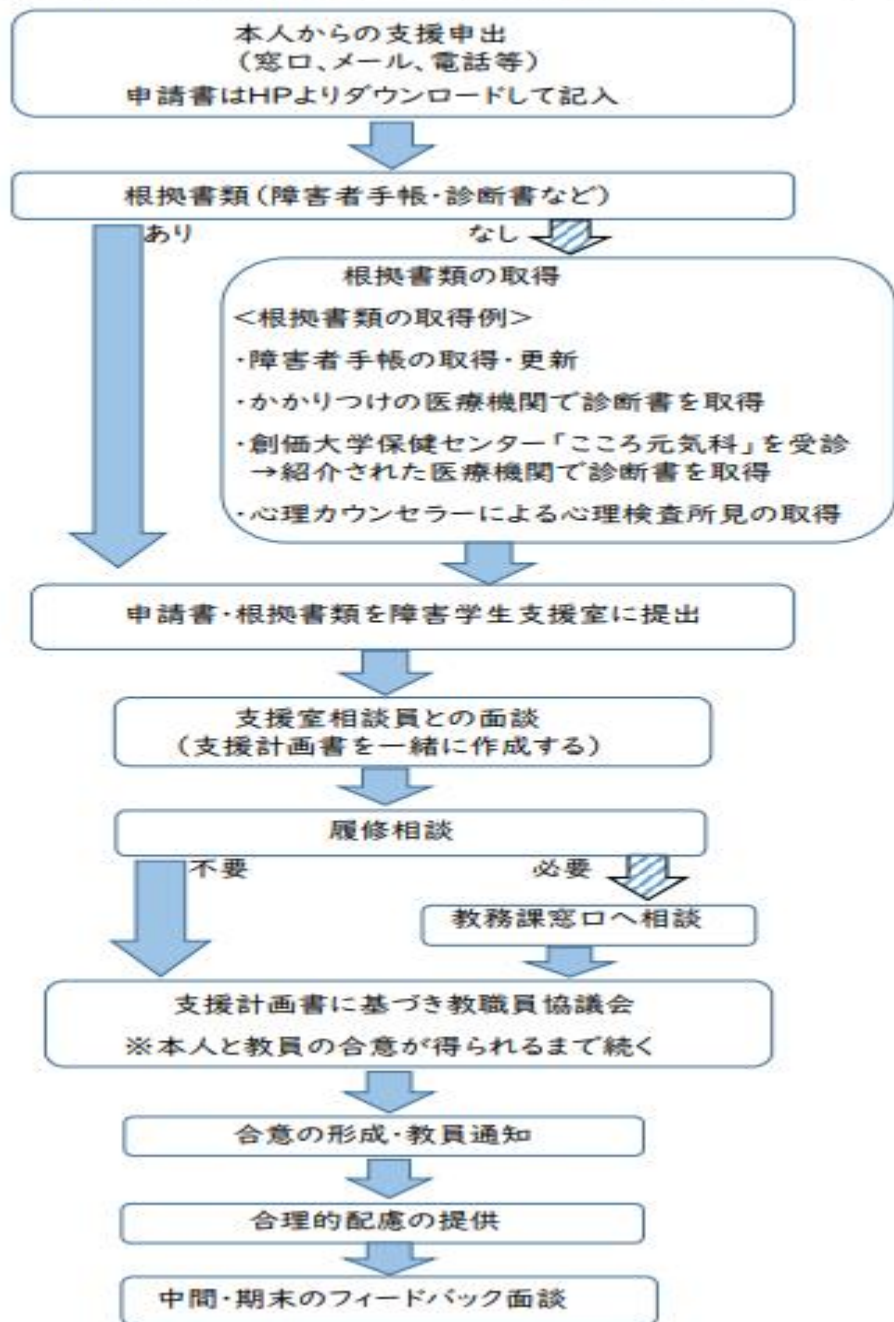 本人からの支援申出
(窓口、メール、電話等)
申請書はHPよりダウンロードして記入
根拠書類(障害者手帳・診断書など)
あり
なし
根拠書類の取得
<根拠書類の取得例>
・障害者手帳の取得・更新
・かかりつけの医療機関で診断書を取得
・創価大学保健センター「こころ元気科」を受診
→紹介された医療機関で診断書を取得
・心理カウンセラーによる心理検査所見の取得
申請書・根拠書類を障害学生支援室に提出
支援室相談員との面談
(支援計画書を一緒に作成する)
履修相談
不要
必要
教務課窓口へ相談
支援計画書に基づき教職員協議会
※本人と教員の合意が得られるまで続く
合意の形成・教員通知
合理的配慮の提供
中間・期末のフィードバック面談